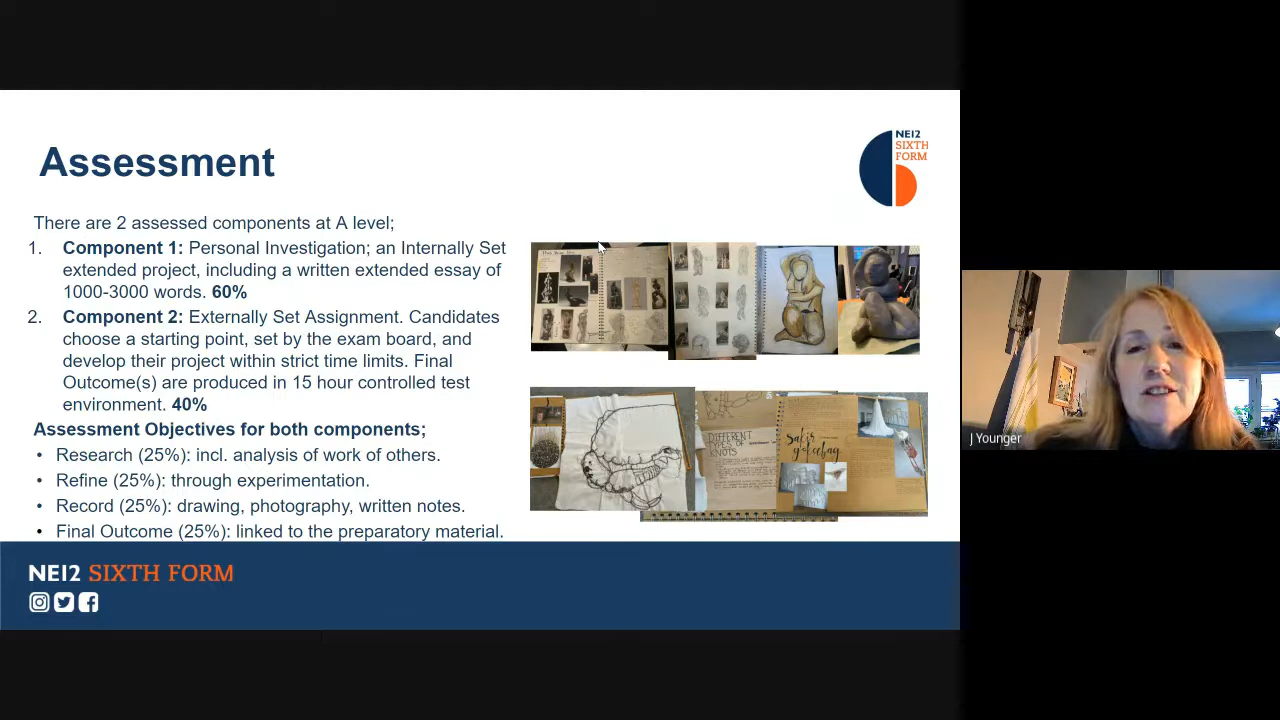 Assessment
NE12
SIXTH
FORM
There are 2 assessed components at A level;
1. Component 1: Personal Investigation; an Internally Set
extended project, including a written extended essay of
1000-3000 words. 60%
2. Component 2: Externally Set Assignment. Candidates
choose a starting point, set by the exam board, and
develop their project within strict time limits. Final
Outcome(s) are produced in 15 hour controlled test
environment. 40%
Assessment Objectives for both components;
• Research (25%): incl. analysis of work of others.
• Refine (25%): through experimentation.
• Record (25%): drawing, photography, written notes.
• Final Outcome (25%): linked to the preparatory material.
DIFFERENT
TYPES OF
KNOTS
NE12 SIXTH FORM
J Younger